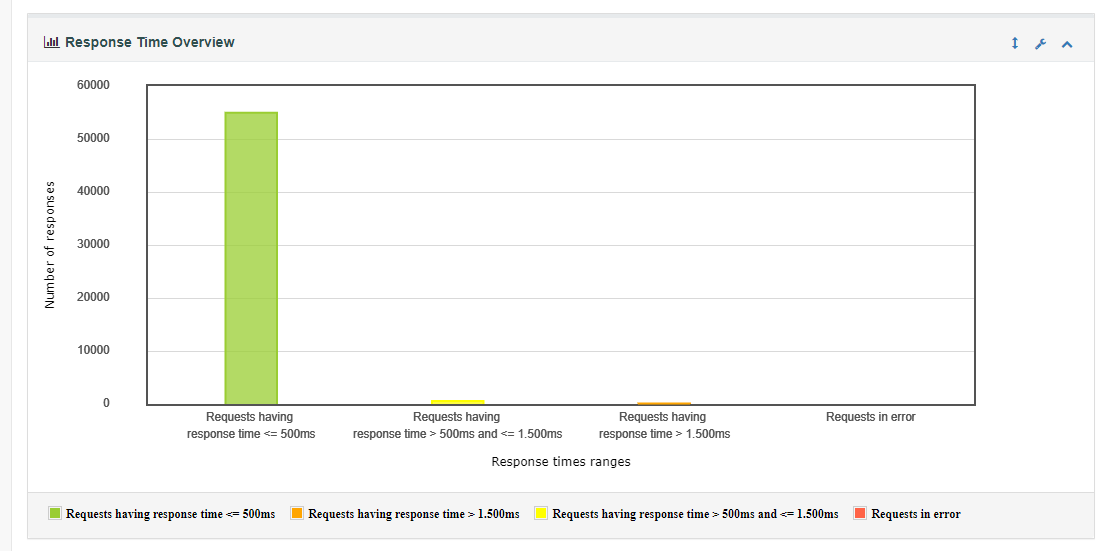 Response Time Overview
60000
50000
40000
30000
20000
10000
0
Number of responses
Requests having
response time <= 500ms
Requests having
response time > 500ms and <= 1.500ms
Requests having
response time > 1.500ms
Requests in error
Response times ranges
Requests having response time <= 500ms
Requests having response time > 1.500ms
Requests having response time > 500ms and <= 1.500ms
Requests in error